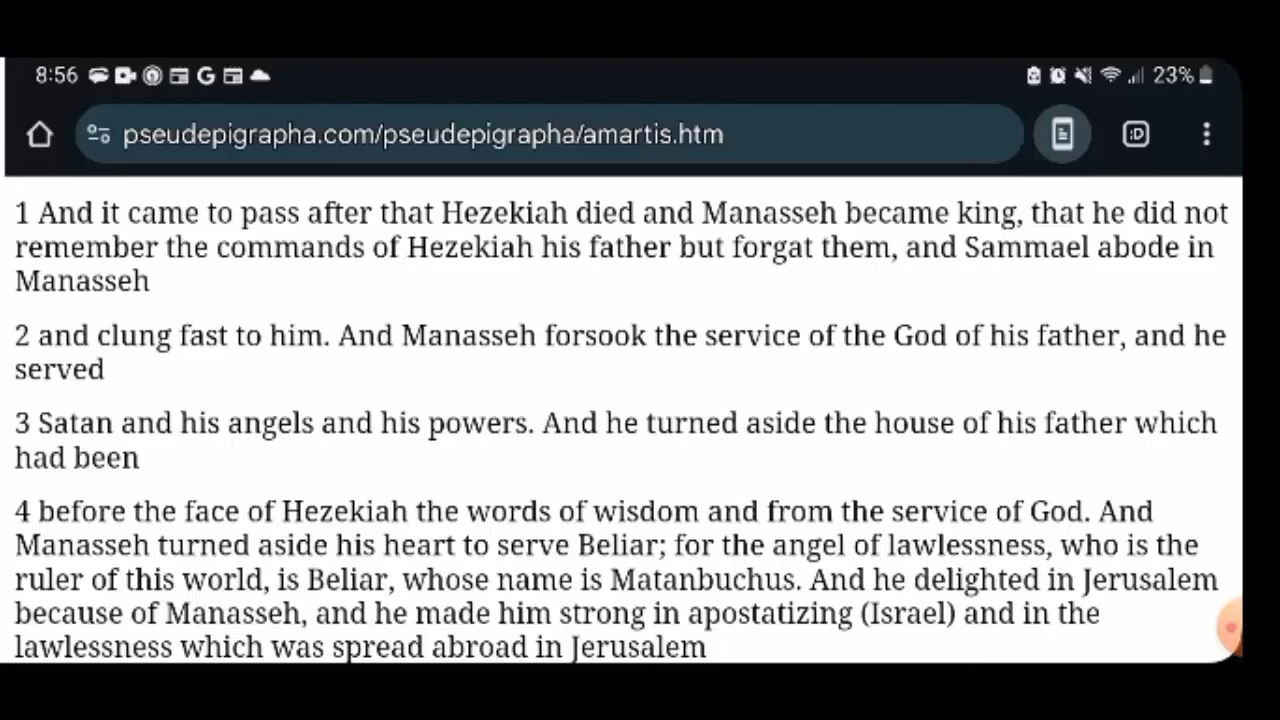 8:56
23%
pseudepigrapha.com/pseudepigrapha/amartis.htm
:D
1 And it came to pass after that Hezekiah died and Manasseh became king, that he did not
remember the commands of Hezekiah his father but forgat them, and Sammael abode in
Manasseh
2 and clung fast to him. And Manasseh forsook the service of the God of his father, and he
served
3 Satan and his angels and his powers. And he turned aside the house of his father which
had been
4 before the face of Hezekiah the words of wisdom and from the service of God. And
Manasseh turned aside his heart to serve Beliar; for the angel of lawlessness, who is the
ruler of this world, is Beliar, whose name is Matanbuchus. And he delighted in Jerusalem
because of Manasseh, and he made him strong in apostatizing (Israel) and in the
lawlessness which was spread abroad in Jerusalem